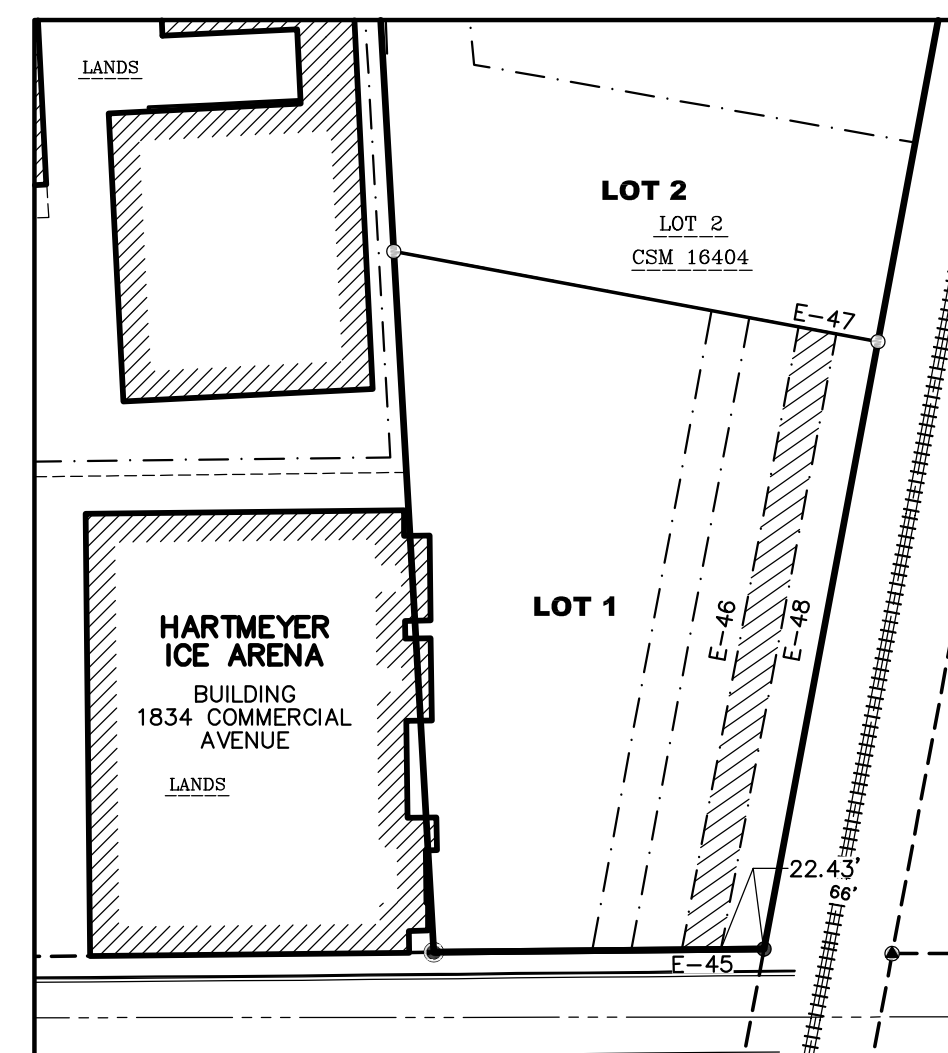 LANDS
LOT 2
LOT 2
CSM 16404
E-47
LOT 1
E-46
E-48
HARTMEYER
ICE ARENA
BUILDING
1834 COMMERCIAL
AVENUE
LANDS
22.43'
66'
E-45